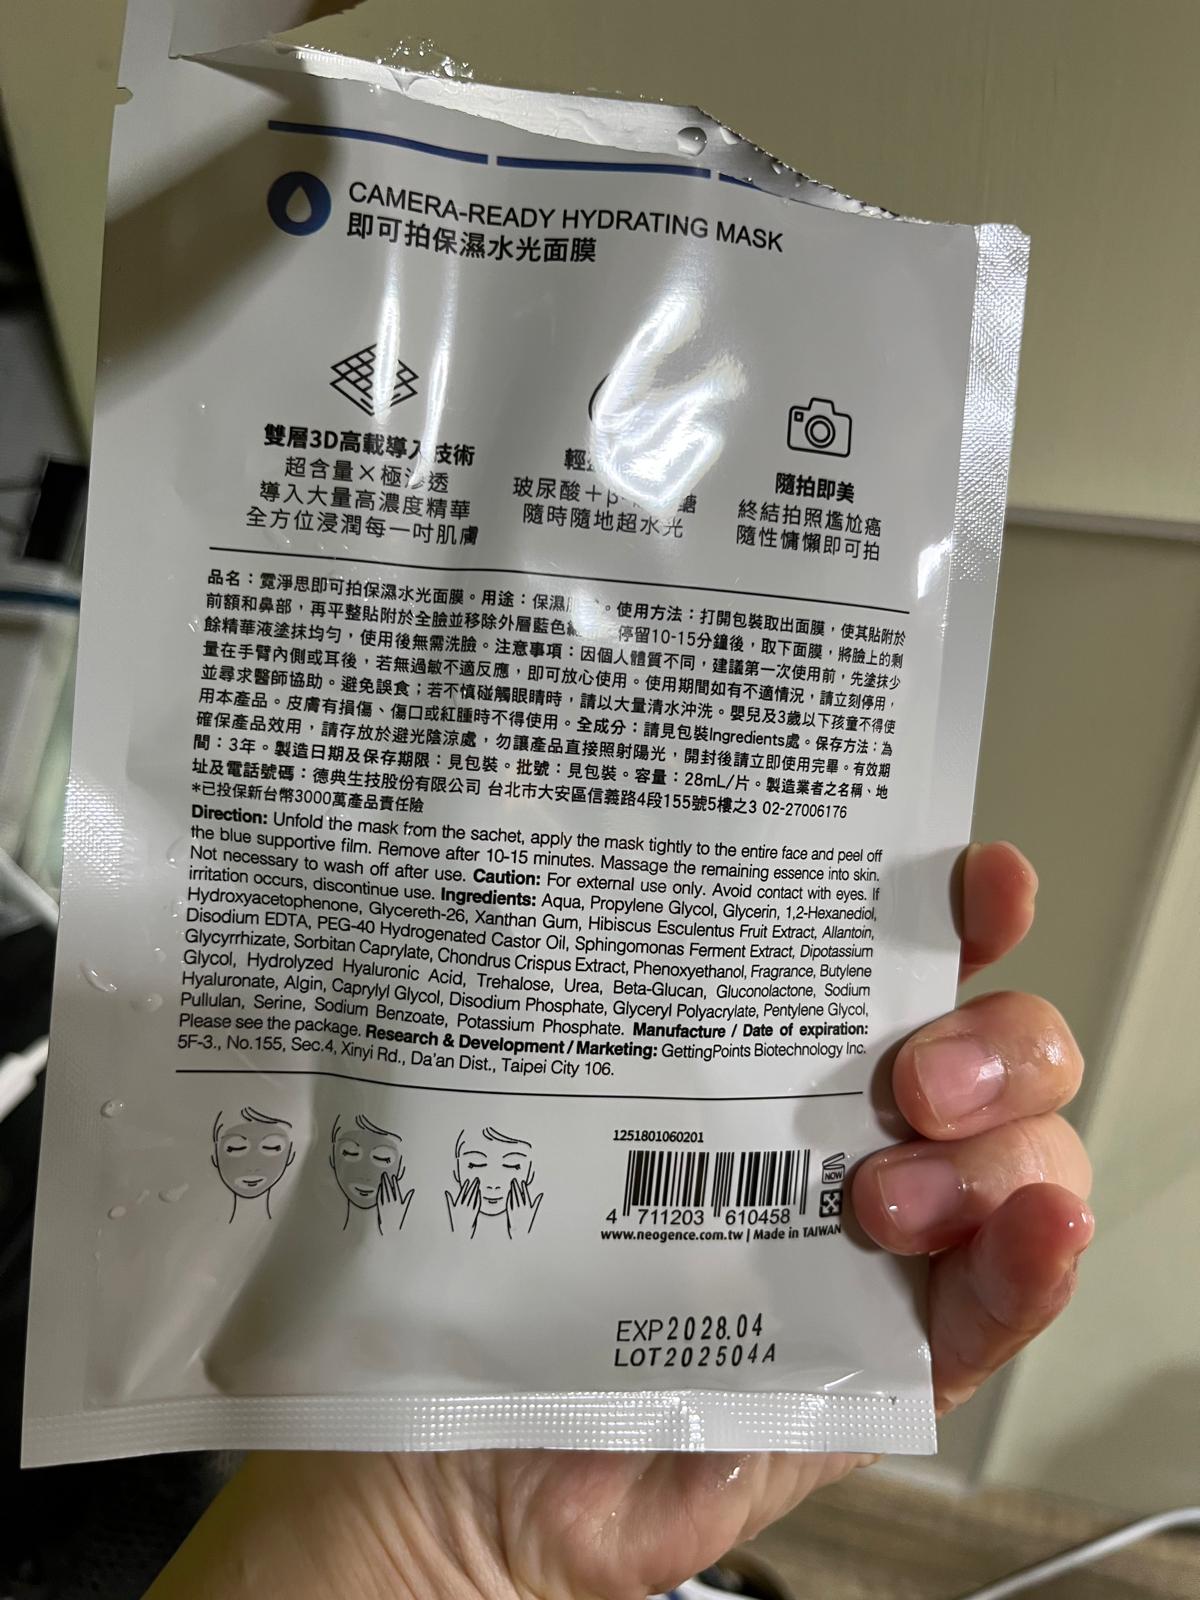 CAMERA-READY HYDRATING MASK
即可拍保濕水光面膜
雙層3D高載導入技術
超含量×極滲透
導入大量高濃度精華
全方位浸潤每一吋肌膚
輕
玻尿酸＋β 糖
隨時隨地超水光
隨拍即美
終結拍照尷尬癌
隨性慵懶即可拍
品名：霓淨思即可拍保濕水光面膜。用途：保濕 。使用方法：打開包裝取出面膜，使其貼附於
前額和鼻部，再平整貼附於全臉並移除外層藍色 停留10-15分鐘後，取下面膜，將臉上的剩
餘精華液塗抹均勻，使用後無需洗臉。注意事項：因個人體質不同，建議第一次使用前，先塗抹少
量在手臂內側或耳後，若無過敏不適反應，即可放心使用。使用期間如有不適情況，請立刻停用，
並尋求醫師協助。避免誤食；若不慎碰觸眼睛時，請以大量清水沖洗。嬰兒及3歲以下孩童不得使
用本產品。皮膚有損傷、傷口或紅腫時不得使用。全成分：請見包裝Ingredients處。保存方法：為
確保產品效用，請存放於避光陰涼處，勿讓產品直接照射陽光，開封後請立即使用完畢。有效期
間：3年。製造日期及保存期限：見包裝。批號：見包裝。容量：28mL/片。製造業者之名稱、地
址及電話號碼：德典生技股份有限公司 台北市大安區信義路4段155號5樓之3 02-27006176
*已投保新台幣3000萬產品責任險
Direction: Unfold the mask from the sachet, apply the mask tightly to the entire face and peel off
the blue supportive film. Remove after 10-15 minutes. Massage the remaining essence into skin.
Not necessary to wash off after use. Caution: For external use only. Avoid contact with eyes. If
irritation occurs, discontinue use. Ingredients: Aqua, Propylene Glycol, Glycerin, 1,2-Hexanediol,
Hydroxyacetophenone, Glycereth-26, Xanthan Gum, Hibiscus Esculentus Fruit Extract, Allantoin,
Disodium EDTA, PEG-40 Hydrogenated Castor Oil, Sphingomonas Ferment Extract, Dipotassium
Glycyrrhizate, Sorbitan Caprylate, Chondrus Crispus Extract, Phenoxyethanol, Fragrance, Butylene
Glycol, Hydrolyzed Hyaluronic Acid, Trehalose, Urea, Beta-Glucan, Gluconolactone, Sodium
Hyaluronate, Algin, Caprylyl Glycol, Disodium Phosphate, Glyceryl Polyacrylate, Pentylene Glycol,
Pullulan, Serine, Sodium Benzoate, Potassium Phosphate. Manufacture / Date of expiration:
Please see the package. Research & Development / Marketing: GettingPoints Biotechnology Inc.
5F-3., No.155, Sec.4, Xinyi Rd., Da'an Dist., Taipei City 106.
1251801060201
NOW
4 711203 610458
www.neogence.com.tw | Made in TAIWAN
EXP2028.04
LOT202504A